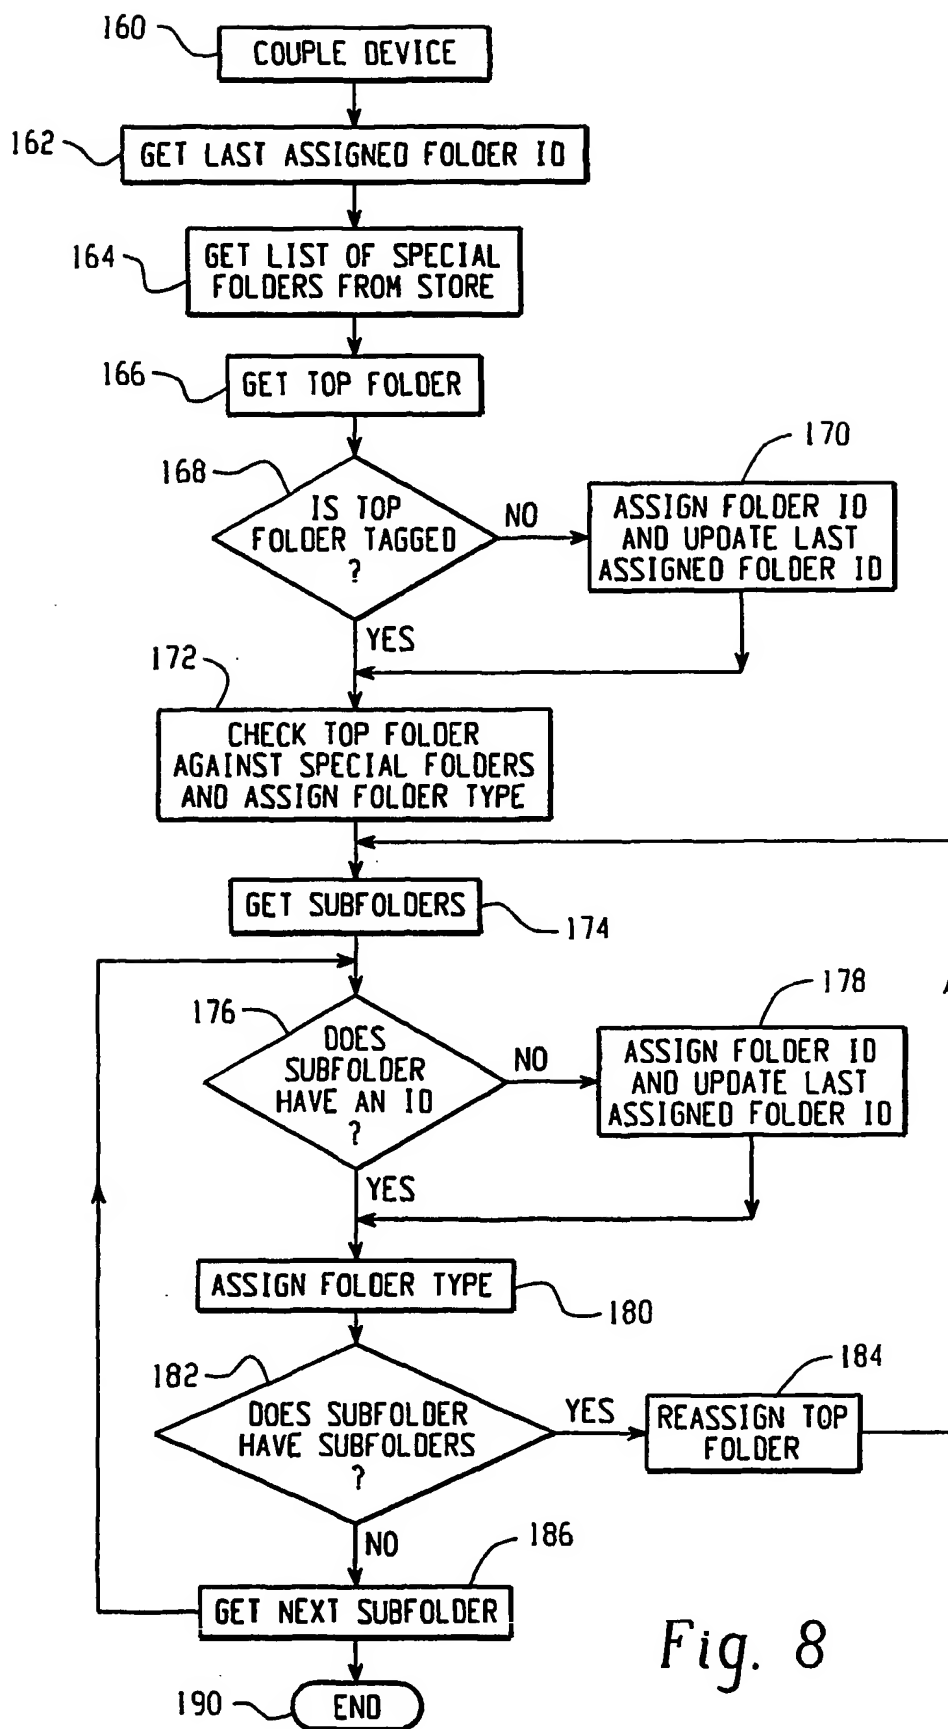 160
COUPLE DEVICE
162
GET LAST ASSIGNED FOLDER ID
164
GET LIST OF SPECIAL
FOLDERS FROM STORE
166
GET TOP FOLDER
168
IS TOP
FOLDER TAGGED
?
NO
170
ASSIGN FOLDER ID
AND UPDATE LAST
ASSIGNED FOLDER ID
YES
172
CHECK TOP FOLDER
AGAINST SPECIAL FOLDERS
AND ASSIGN FOLDER TYPE
GET SUBFOLDERS
174
176
DOES
SUBFOLDER
HAVE AN ID
?
NO
178
ASSIGN FOLDER ID
AND UPDATE LAST
ASSIGNED FOLDER ID
YES
ASSIGN FOLDER TYPE
180
182
DOES SUBFOLDER
HAVE SUBFOLDERS
?
YES
184
REASSIGN TOP
FOLDER
NO
186
GET NEXT SUBFOLDER
190
END
Fig. 8